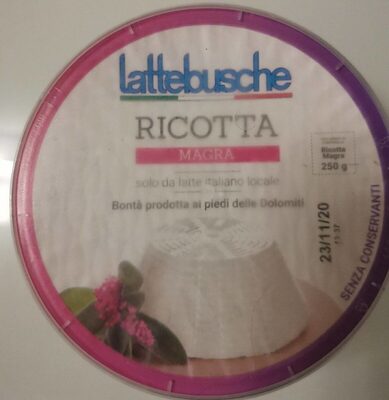 lattebusche
RICOTTA
MAGRA
solo da latte italiano locale
Bontà prodotta ai piedi delle Dolomiti
Ricotta
Magra
250 g
23/11/20
SENZA CONSERVANTI